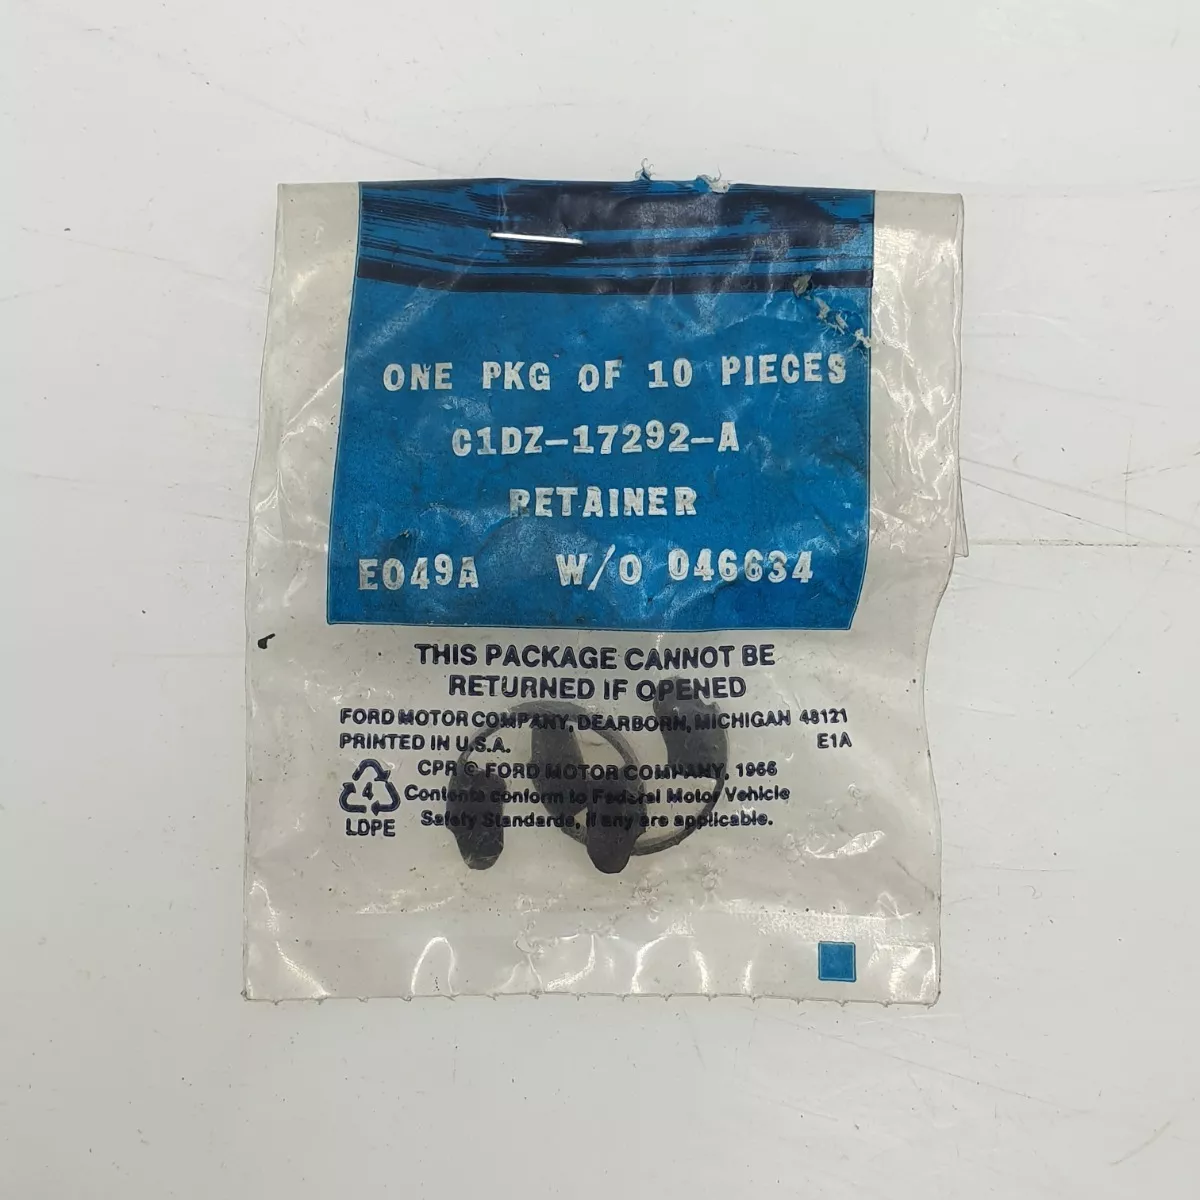 ONE PKG OF 10 PIECES
C1DZ-17292-A
RETAINER
E049A W/O 046634
THIS PACKAGE CANNOT BE
RETURNED IF OPENED
FORD MOTOR COMPANY, DEARBORN, MICHIGAN 48121
PRINTED IN U.S.A. E1A
CPR © FORD MOTOR COMPANY, 1966
4 Contents conform to Federal Motor Vehicle
LDPE Safety Standards, if any are applicable.